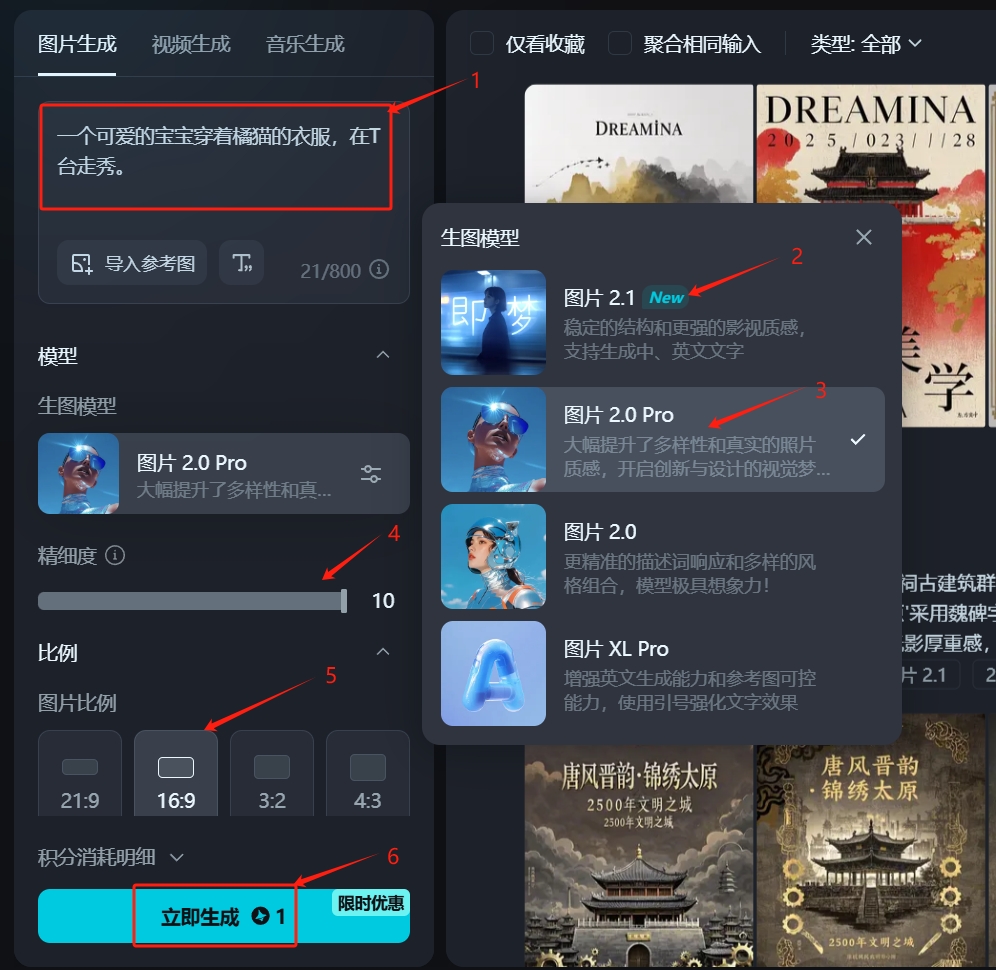 图片生成 视频生成 音乐生成
一个可爱的宝宝穿着橘猫的衣服，在T
台走秀。
导入参考图 T,, 21/800
模型
生图模型
图片 2.0 Pro
大幅提升了多样性和真...
精细度
10
比例
图片比例
21:9 16:9 3:2 4:3
积分消耗明细
立即生成 1
限时优惠
1
2
3
4
5
6
仅看收藏 聚合相同输入 类型: 全部
DREAMINA
DREAMINA
2025/023///28
美
学
生图模型
图片 2.1 New
稳定的结构和更强的影视质感，
支持生成中、英文文字
即 梦
图片 2.0 Pro
大幅提升了多样性和真实的照片
质感，开启创新与设计的视觉梦...
图片 2.0
更精准的描述词响应和多样的风
格组合，模型极具想象力！
图片 XL Pro
增强英文生成能力和参考图可控
能力，使用引号强化文字效果
A
祠古建筑群
采用魏碑字
影厚重感，
片 2.1 2
唐风晋韵·锦绣太原
2500年文明之城
2500年文明之城
唐风晋韵
·锦绣太原
2500年文明之城